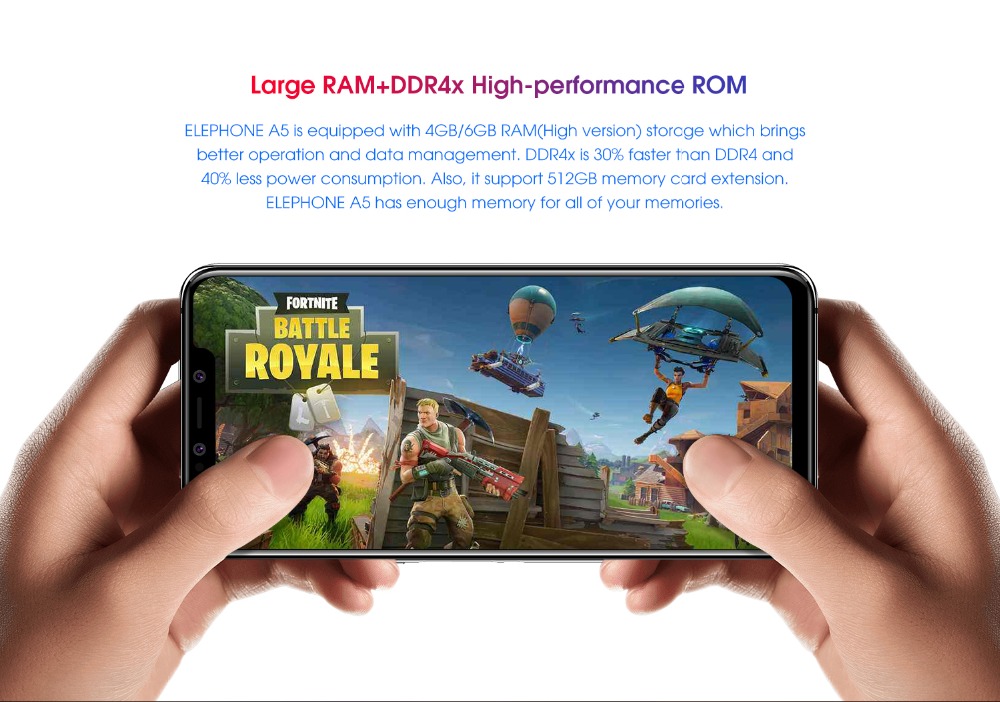 Large RAM+DDR4x High-performance ROM
ELEPHONE A5 is equipped with 4GB/6GB RAM(High version) storage which brings
better operation and data management. DDR4x is 30% faster than DDR4 and
40% less power consumption. Also, it support 512GB memory card extension.
ELEPHONE A5 has enough memory for all of your memories.
FORTNITE
BATTLE
ROYALE